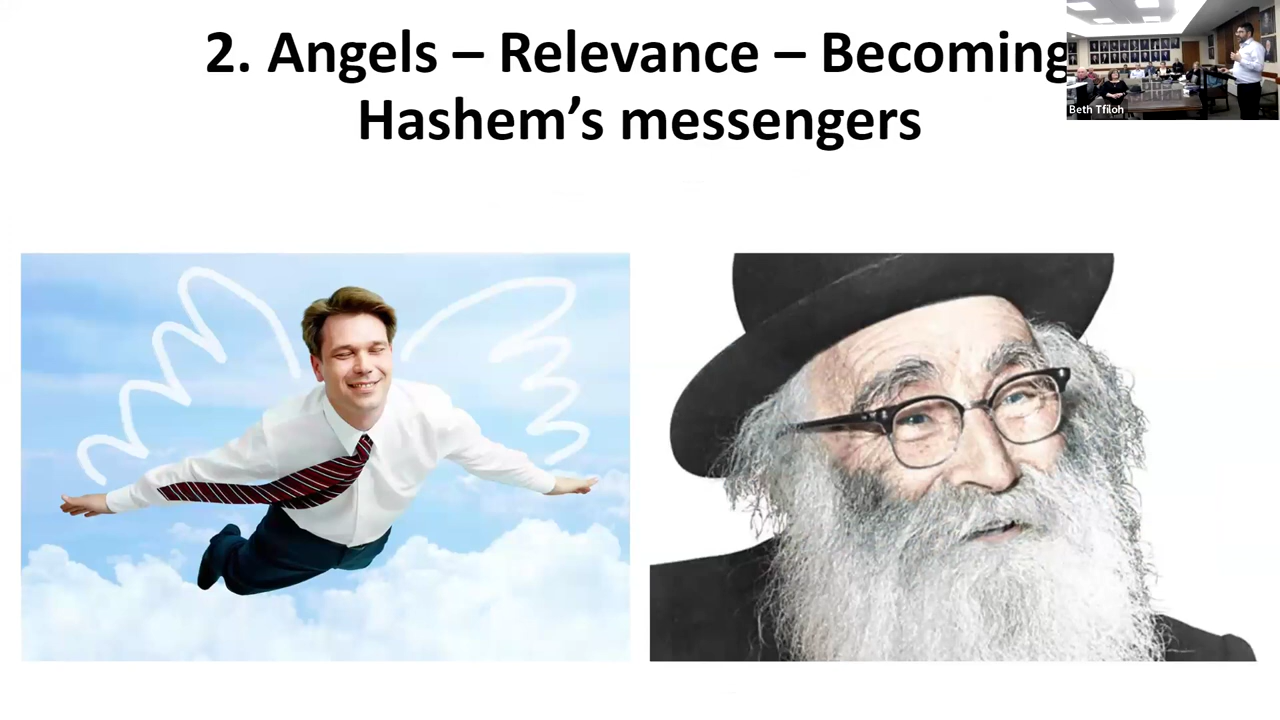 2. Angels – Relevance – Becoming
Hashem’s messengers
Beth Tfiloh